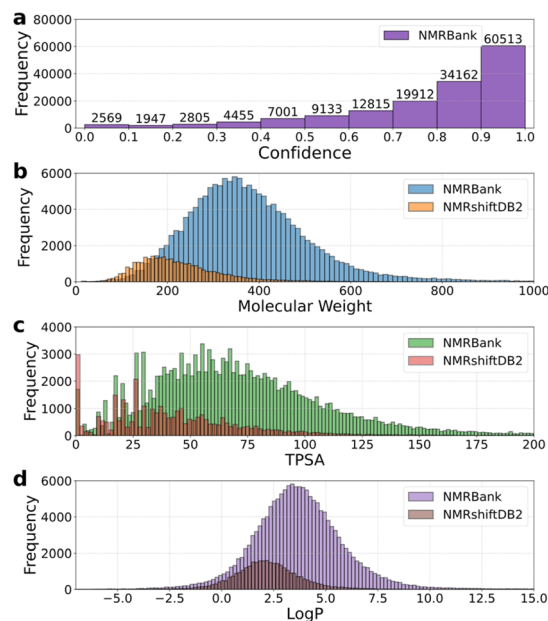 a
80000
60000
40000
20000
0
Frequency
NMRBank
2569 1947 2805 4455 7001 9133 12815 19912 34162 60513
0.0 0.1 0.2 0.3 0.4 0.5 0.6 0.7 0.8 0.9 1.0
Confidence
b
6000
4000
2000
0
Frequency
NMRBank
NMRshiftDB2
0 200 400 600 800 1000
Molecular Weight
c
4000
3000
2000
1000
0
Frequency
NMRBank
NMRshiftDB2
0 25 50 75 100 125 150 175 200
TPSA
d
6000
4000
2000
0
Frequency
NMRBank
NMRshiftDB2
−5.0 −2.5 0.0 2.5 5.0 7.5 10.0 12.5 15.0
LogP